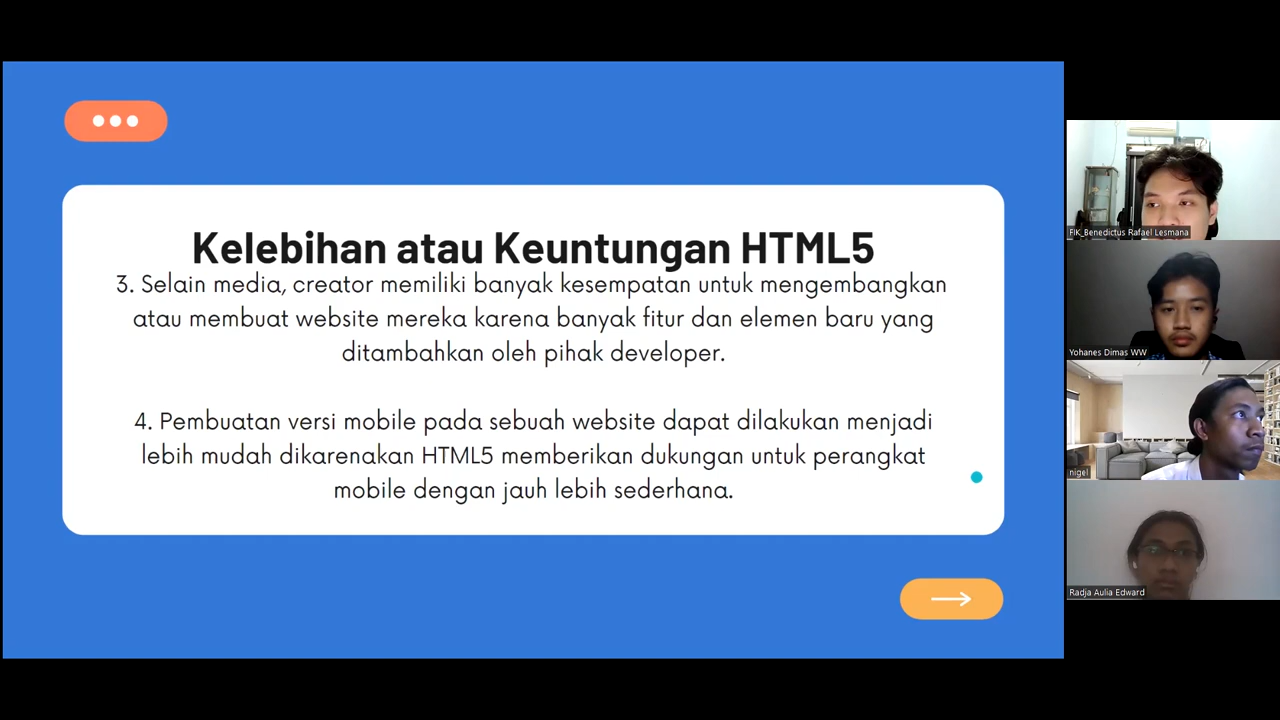 Kelebihan atau Keuntungan HTML5
3. Selain media, creator memiliki banyak kesempatan untuk mengembangkan
atau membuat website mereka karena banyak fitur dan elemen baru yang
ditambahkan oleh pihak developer.
4. Pembuatan versi mobile pada sebuah website dapat dilakukan menjadi
lebih mudah dikarenakan HTML5 memberikan dukungan untuk perangkat
mobile dengan jauh lebih sederhana.
FIK_Benedictus Rafael Lesmana
Yohanes Dimas WW
nigel
Radja Aulia Edward